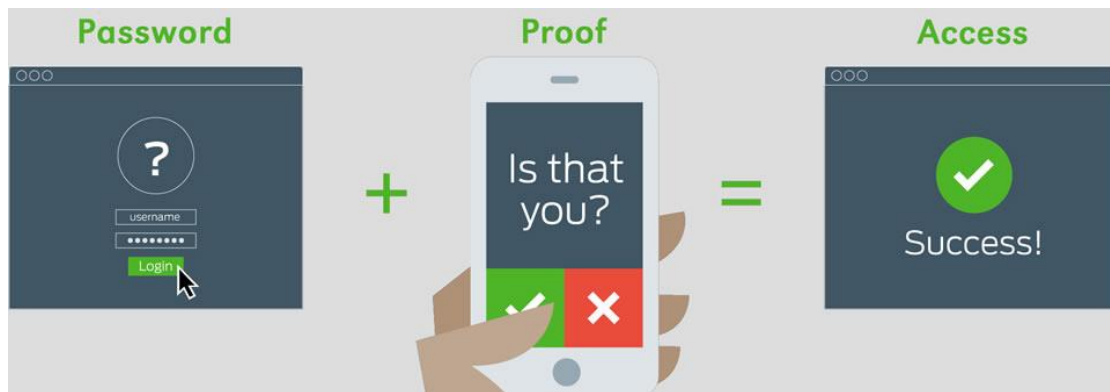 Password
Proof
Access
?
username
Login
+
Is that
you?
=
Success!